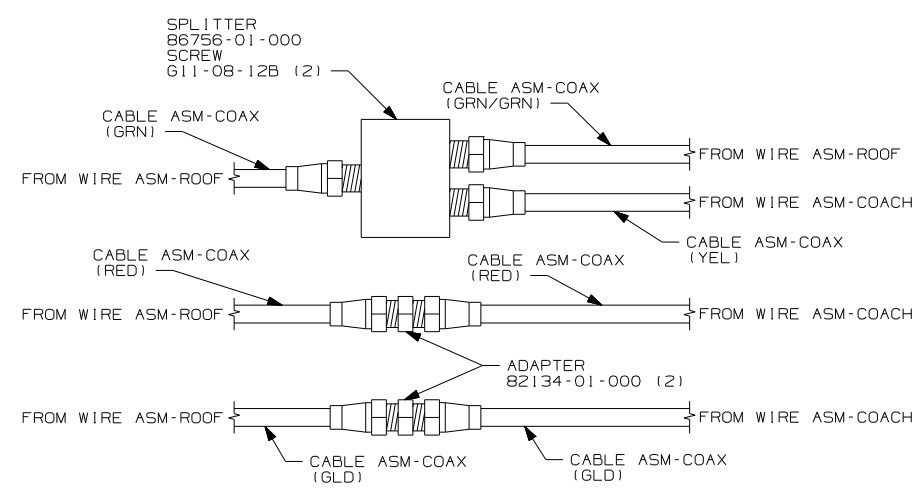 SPLITTER
86756-01-000
SCREW
G11-08-12B (2)
CABLE ASM-COAX
(GRN/GRN)
CABLE ASM-COAX
(GRN)
FROM WIRE ASM-ROOF
FROM WIRE ASM-ROOF
FROM WIRE ASM-COACH
CABLE ASM-COAX
(YEL)
CABLE ASM-COAX
(RED)
CABLE ASM-COAX
(RED)
FROM WIRE ASM-ROOF
FROM WIRE ASM-COACH
ADAPTER
82134-01-000 (2)
FROM WIRE ASM-ROOF
FROM WIRE ASM-COACH
CABLE ASM-COAX
(GLD)
CABLE ASM-COAX
(GLD)